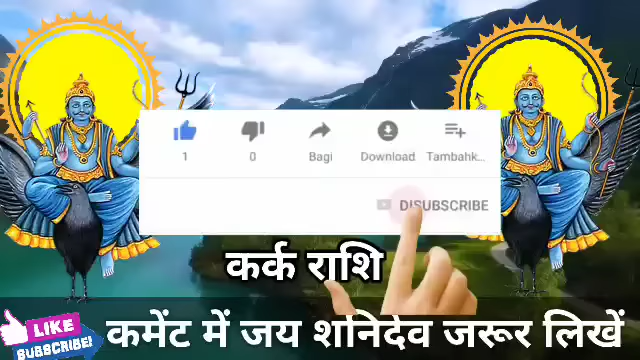 1 0 Bagi Download Tambahk...
DISUBSCRIBE
कर्क राशि
LIKE
SUBSCRIBE!
कमेंट में जय शनिदेव जरूर लिखें